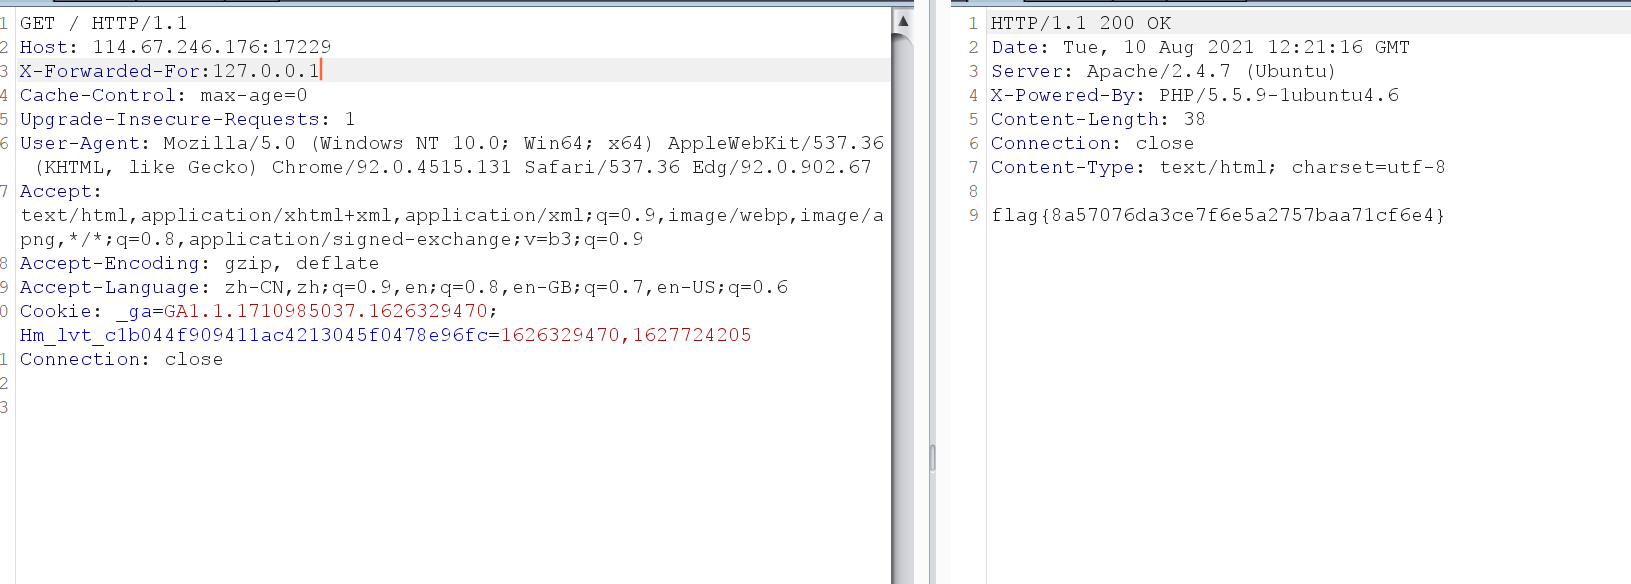 1 GET / HTTP/1.1
2 Host: 114.67.246.176:17229
3 X-Forwarded-For:127.0.0.1
4 Cache-Control: max-age=0
5 Upgrade-Insecure-Requests: 1
6 User-Agent: Mozilla/5.0 (Windows NT 10.0; Win64; x64) AppleWebKit/537.36
(KHTML, like Gecko) Chrome/92.0.4515.131 Safari/537.36 Edg/92.0.902.67
7 Accept:
text/html,application/xhtml+xml,application/xml;q=0.9,image/webp,image/a
png,*/*;q=0.8,application/signed-exchange;v=b3;q=0.9
8 Accept-Encoding: gzip, deflate
9 Accept-Language: zh-CN,zh;q=0.9,en;q=0.8,en-GB;q=0.7,en-US;q=0.6
0 Cookie: _ga=GA1.1.1710985037.1626329470;
Hm_lvt_c1b044f909411ac4213045f0478e96fc=1626329470,1627724205
1 Connection: close
2
3
1 HTTP/1.1 200 OK
2 Date: Tue, 10 Aug 2021 12:21:16 GMT
3 Server: Apache/2.4.7 (Ubuntu)
4 X-Powered-By: PHP/5.5.9-1ubuntu4.6
5 Content-Length: 38
6 Connection: close
7 Content-Type: text/html; charset=utf-8
8
9 flag{8a57076da3ce7f6e5a2757baa71cf6e4}